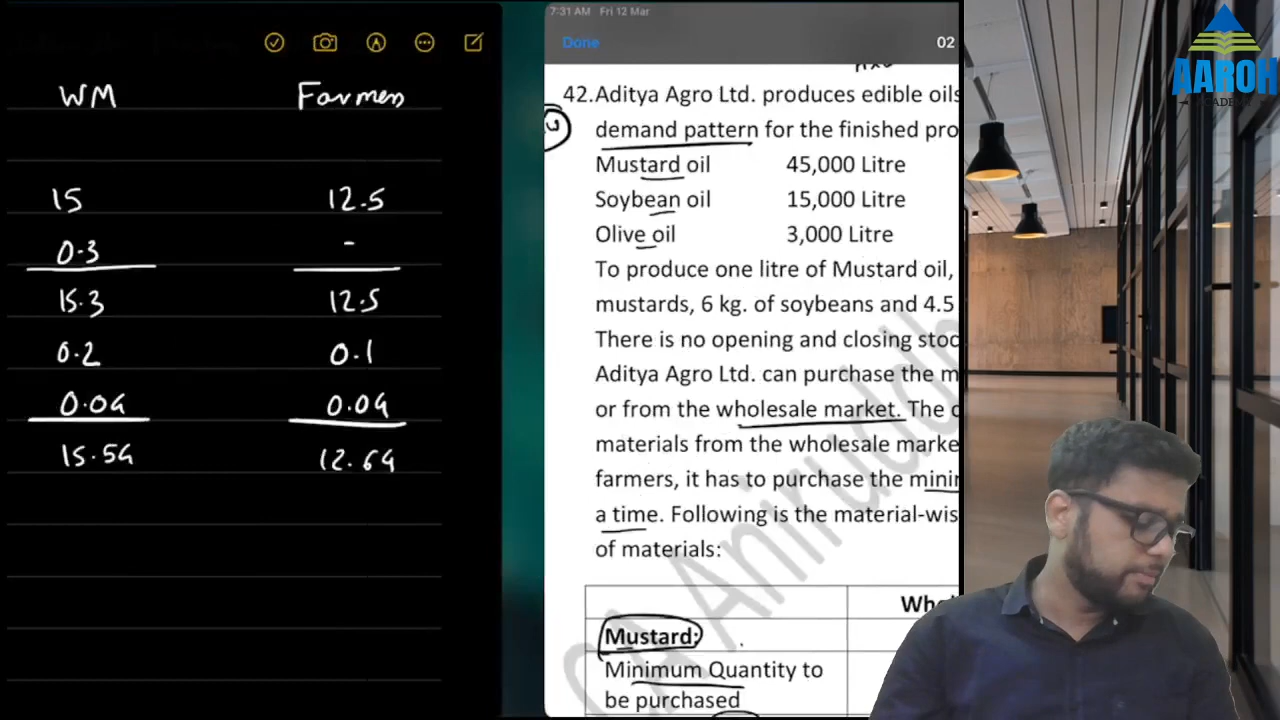 7:31 AM Fri 12 Mar
Done
02
WM Farmers
15 12.5
0.3 -
15.3 12.5
0.2 0.1
0.04 0.04
15.54 12.64
42. Aditya Agro Ltd. produces edible oils
demand pattern for the finished pro
Mustard oil 45,000 Litre
Soybean oil 15,000 Litre
Olive oil 3,000 Litre
To produce one litre of Mustard oil,
mustards, 6 kg. of soybeans and 4.5
There is no opening and closing stoc
Aditya Agro Ltd. can purchase the m
or from the wholesale market. The c
materials from the wholesale marke
farmers, it has to purchase the minir
a time. Following is the material-wis
of materials:
Whol
Mustard:
Minimum Quantity to
be purchased
CA Aniruddh
AAROH
ACADEMY